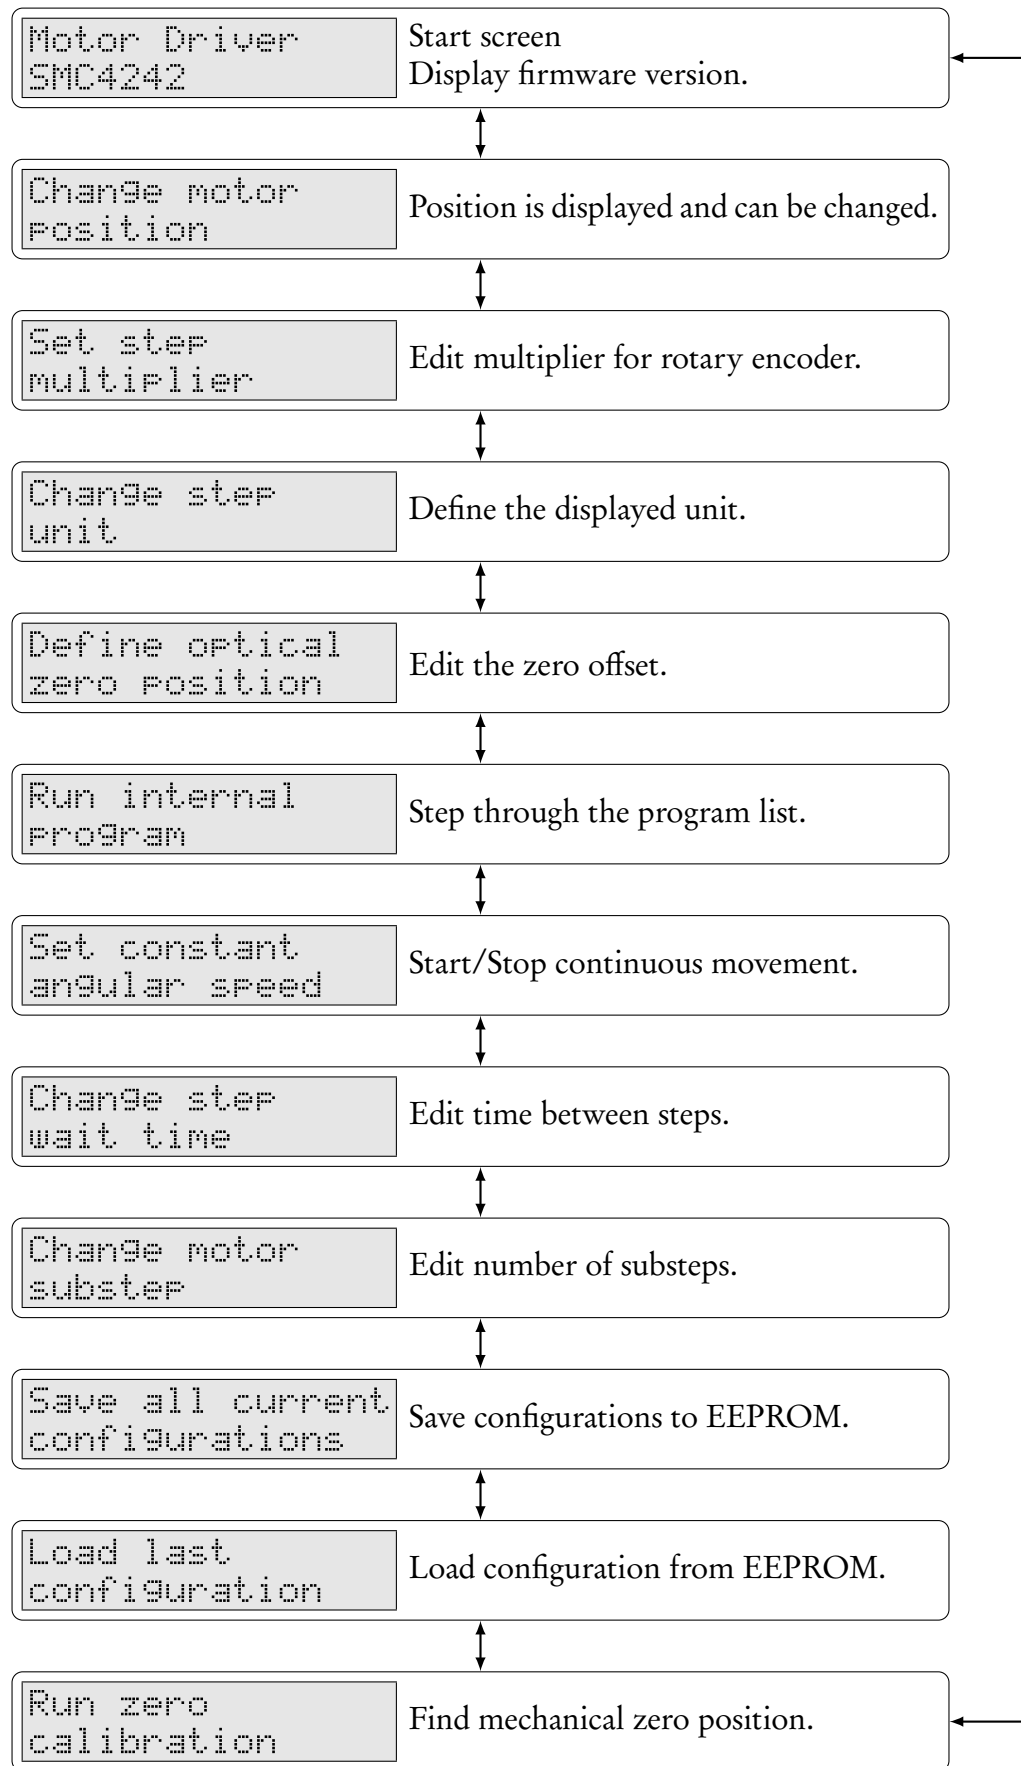 Motor Driver
SMC4242
Start screen
Display firmware version.
Change motor
position
Position is displayed and can be changed.
Set step
multiplier
Edit multiplier for rotary encoder.
Change step
unit
Define the displayed unit.
Define optical
zero position
Edit the zero offset.
Run internal
program
Step through the program list.
Set constant
angular speed
Start/Stop continuous movement.
Change step
wait time
Edit time between steps.
Change motor
substep
Edit number of substeps.
Save all current
configurations
Save configurations to EEPROM.
Load last
configuration
Load configuration from EEPROM.
Run zero
calibration
Find mechanical zero position.